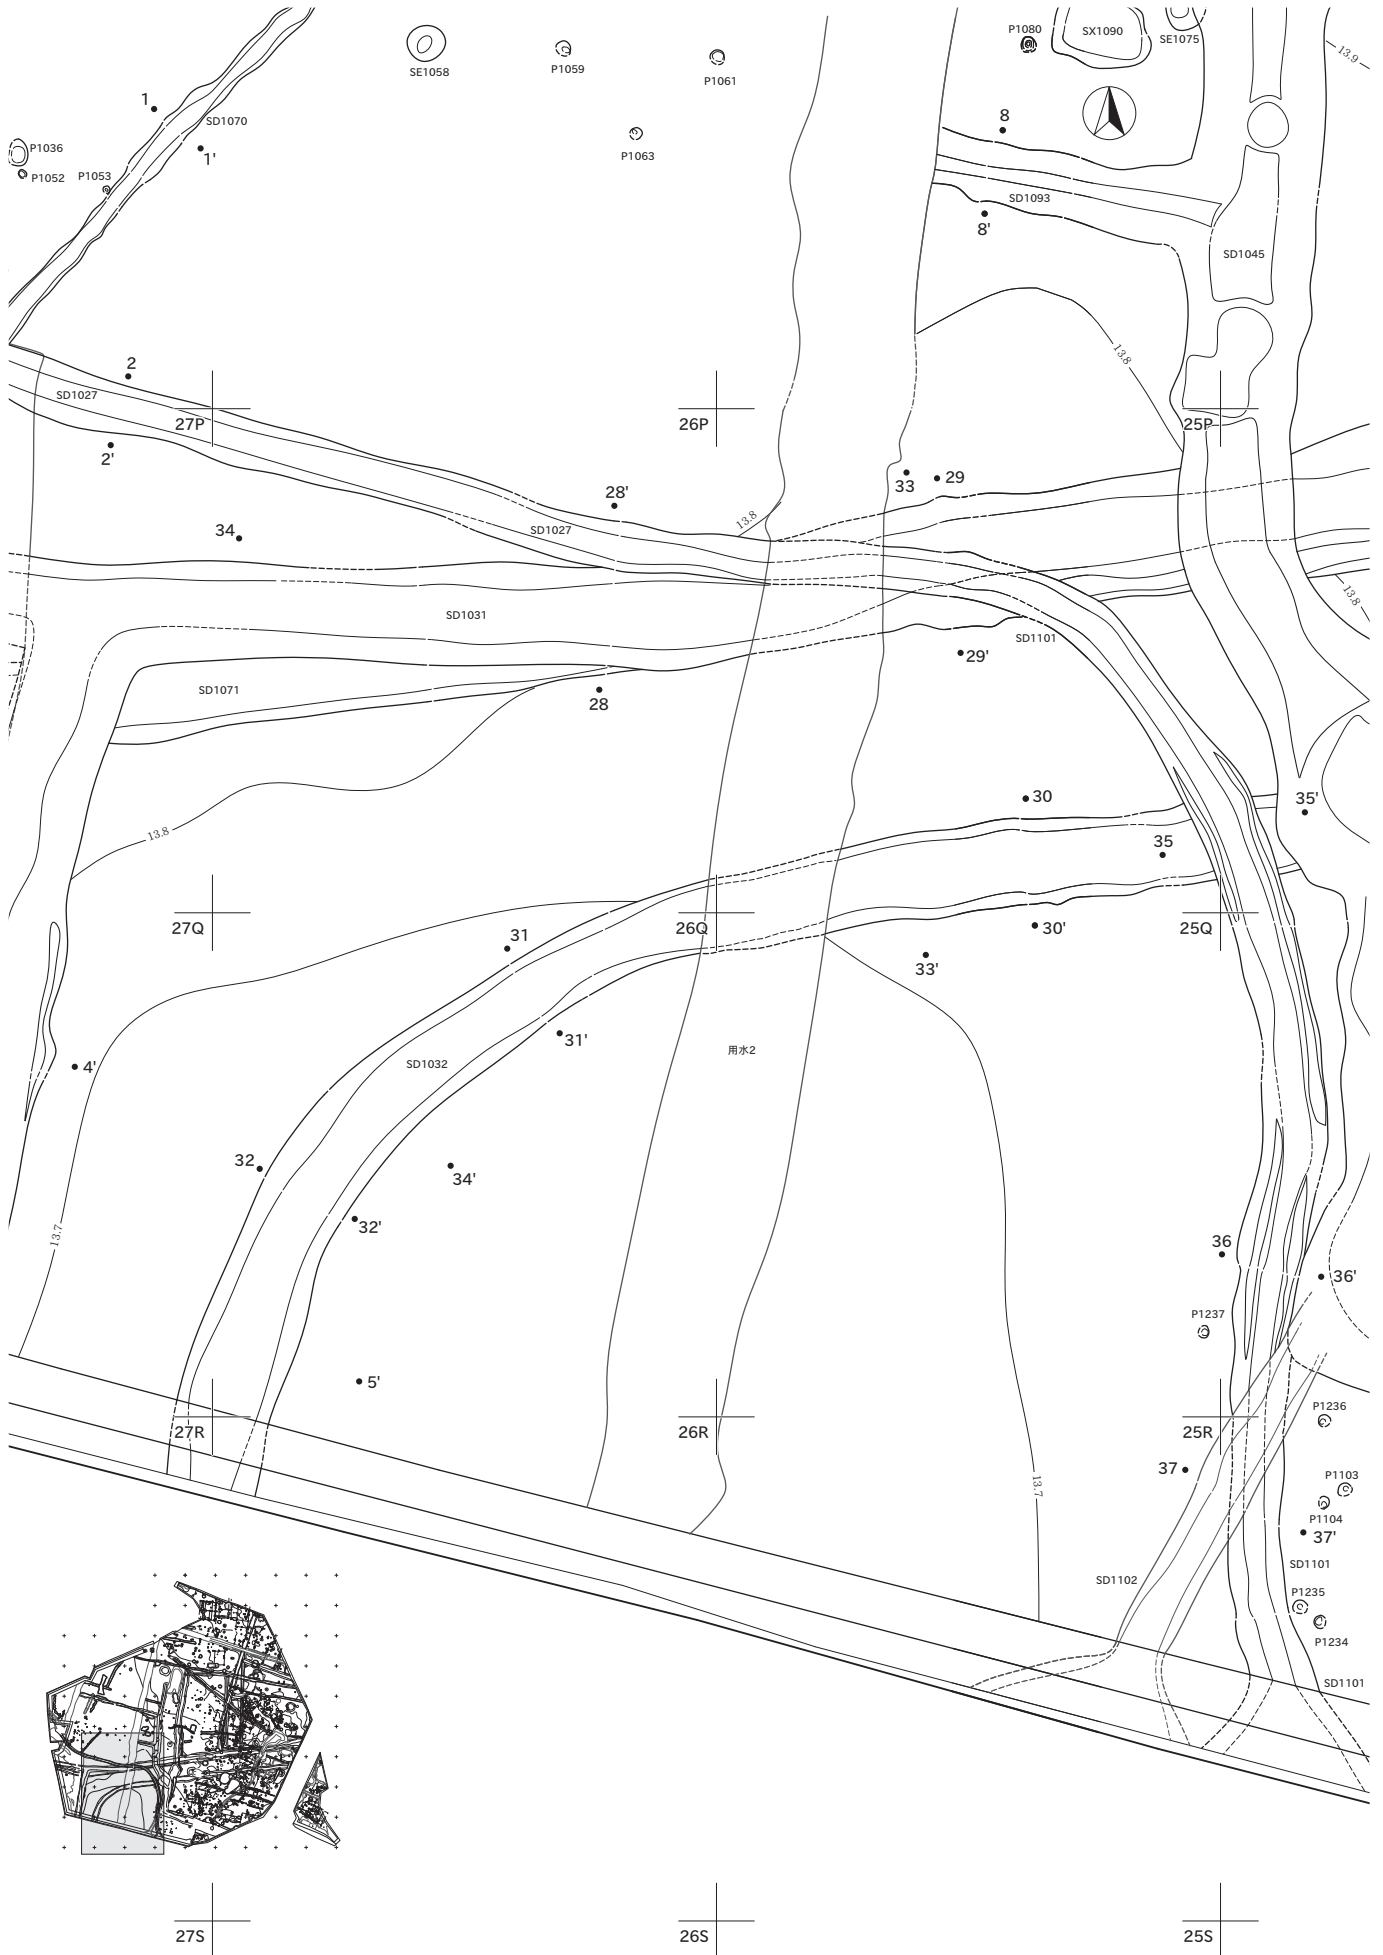 P1080
SX1090
SE1075
13.9
SE1058
P1059
P1061
1
SD1070
8
P1036
1'
P1063
P1052
P1053
SD1093
8'
SD1045
13.8
2
SD1027
27P
26P
25P
2'
28'
33
29
13.8
34
SD1027
13.8
SD1031
SD1101
29'
SD1071
28
30
35'
13.8
35
27Q
26Q
25Q
31
30'
33'
31'
用水2
4'
SD1032
32
34'
32'
13.7
36
36'
P1237
5'
P1236
27R
26R
25R
37
13.7
P1103
P1104
37'
SD1101
SD1102
P1235
P1234
SD1101
27S
26S
25S